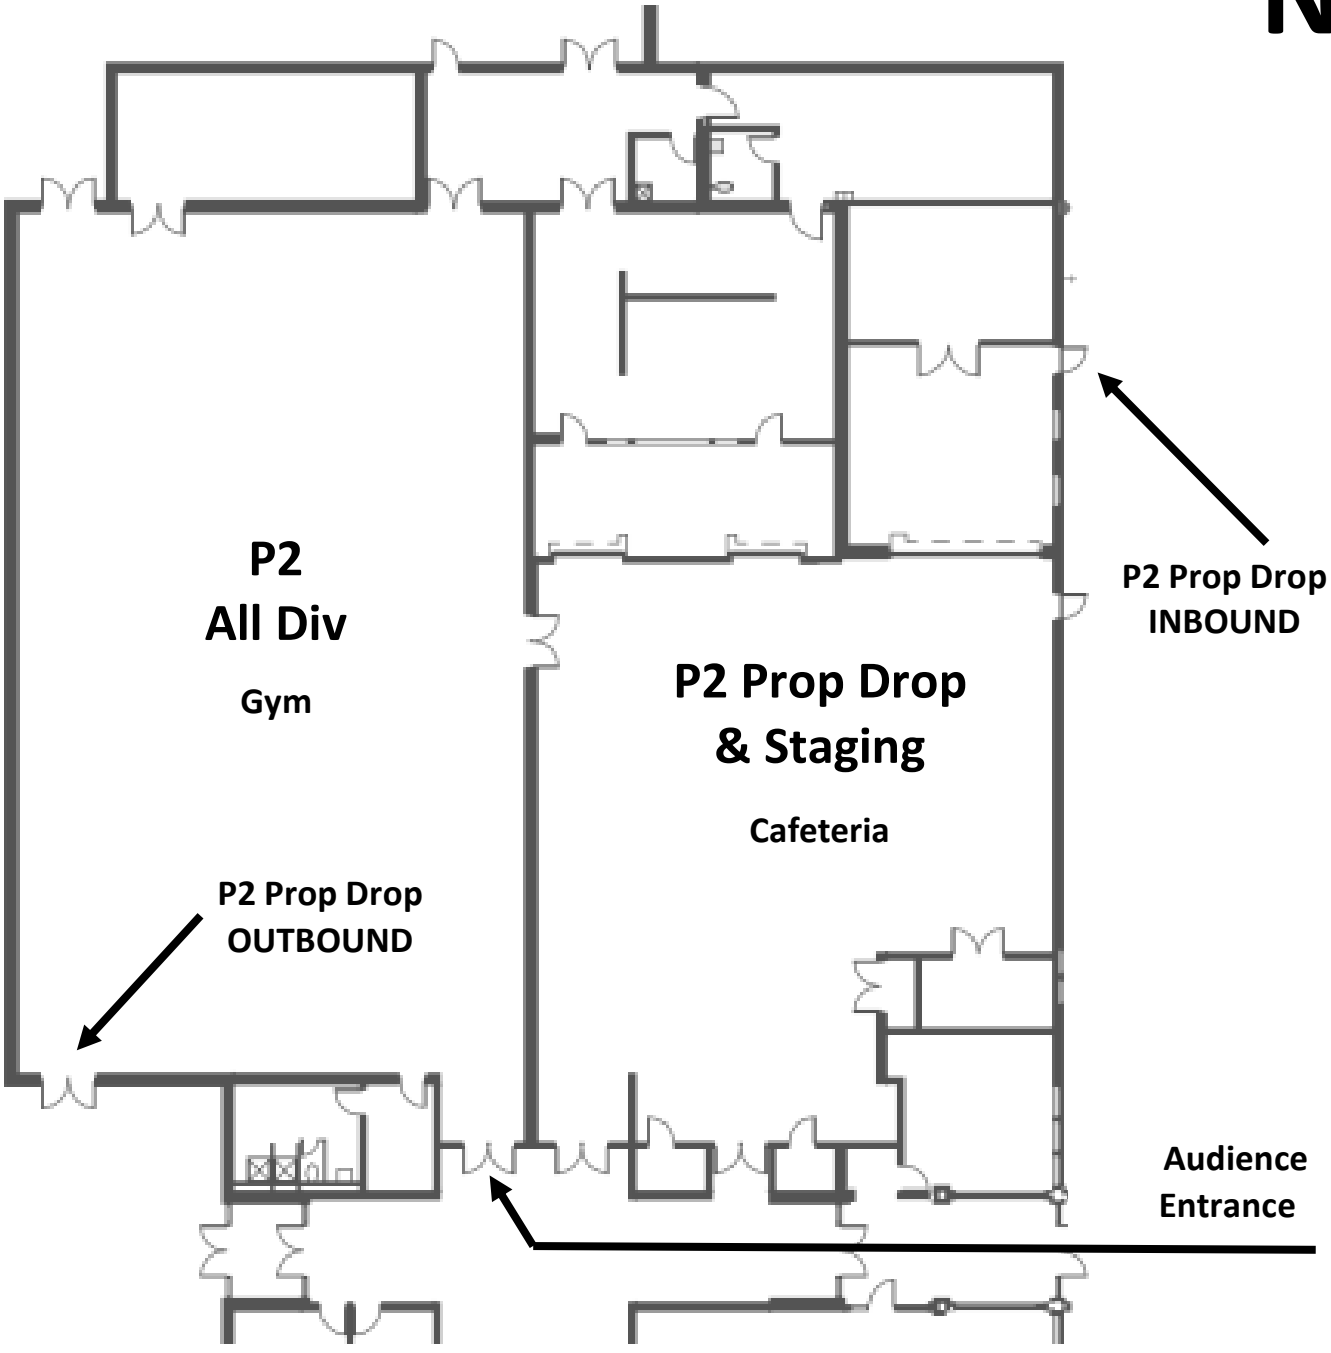 N
P2
All Div
Gym
P2 Prop Drop
INBOUND
P2 Prop Drop
& Staging
Cafeteria
P2 Prop Drop
OUTBOUND
Audience
Entrance